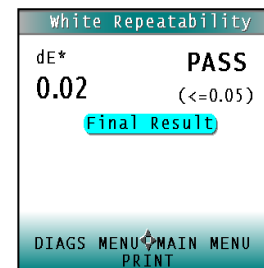 White Repeatability
dE* PASS
0.02 (<=0.05)
Final Result
DIAGS MENU MAIN MENU
PRINT